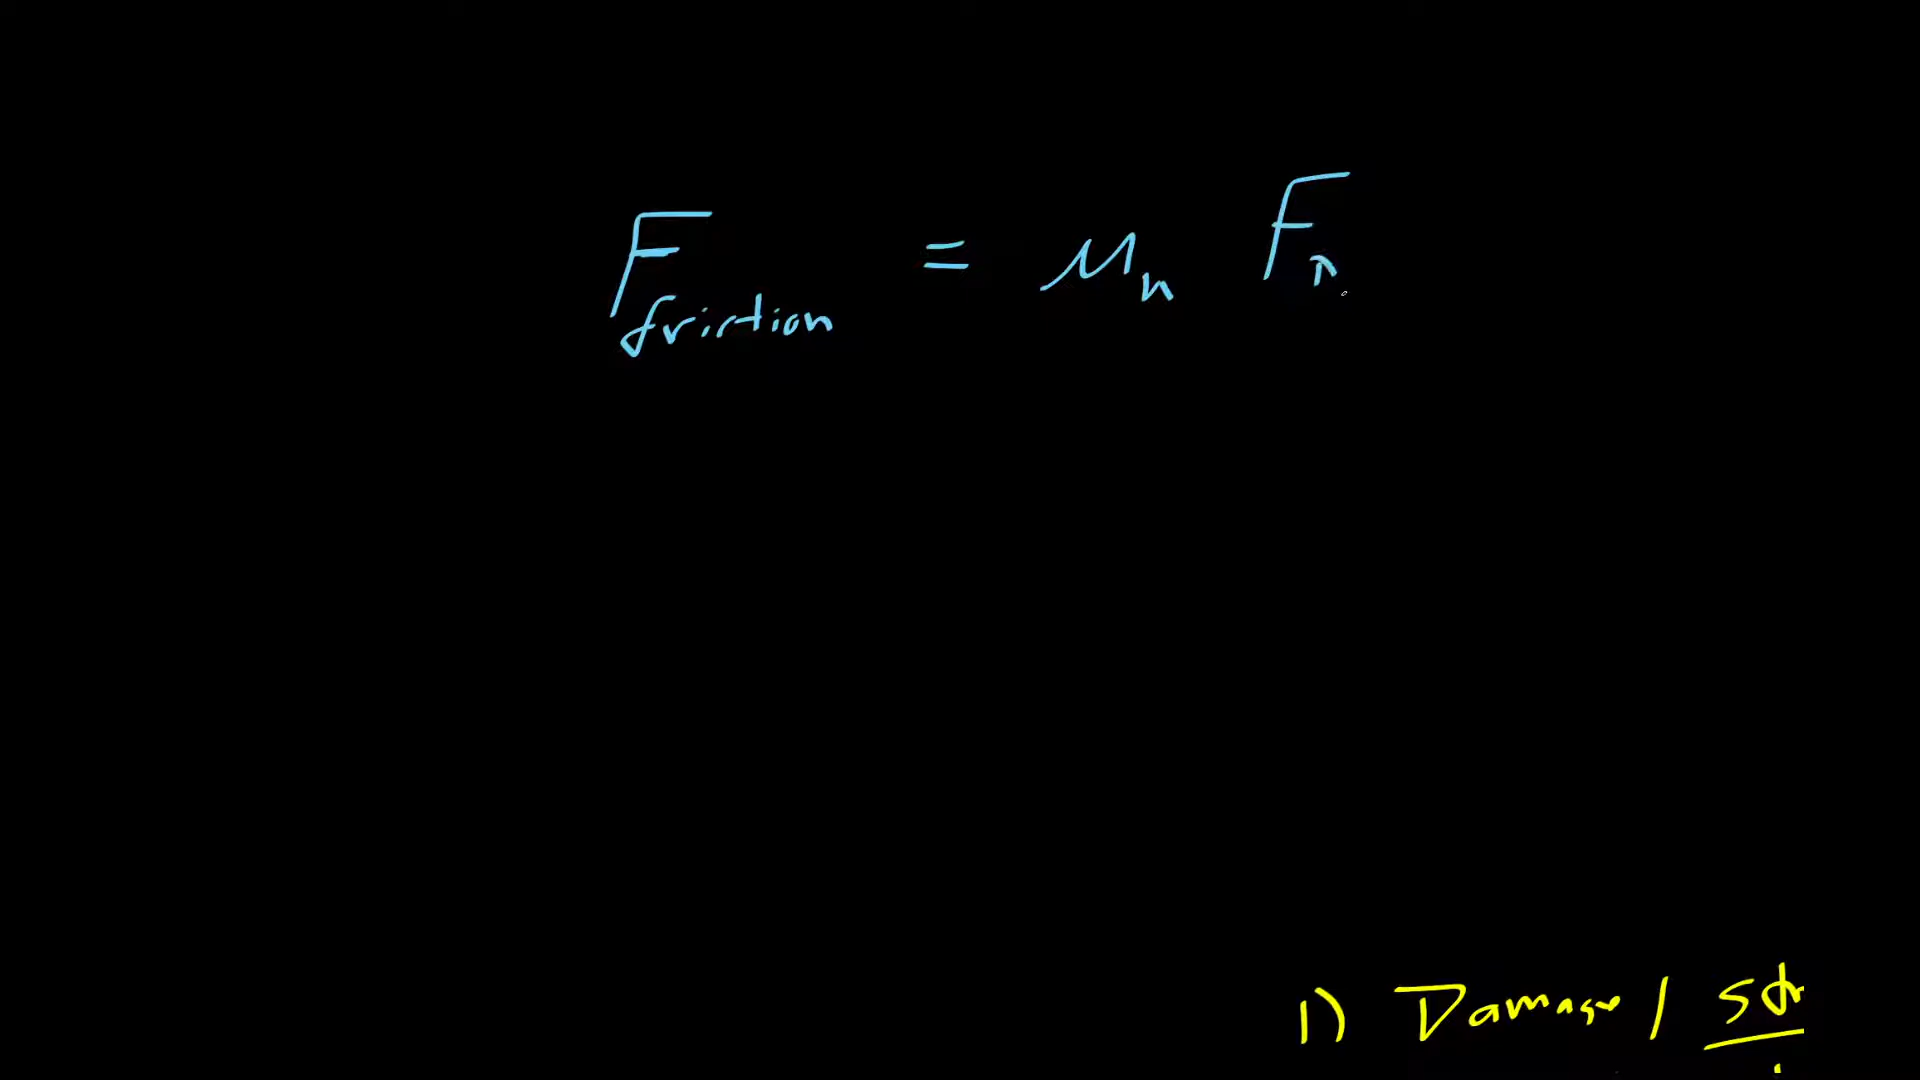 F friction = μn Fn
1) Damage /